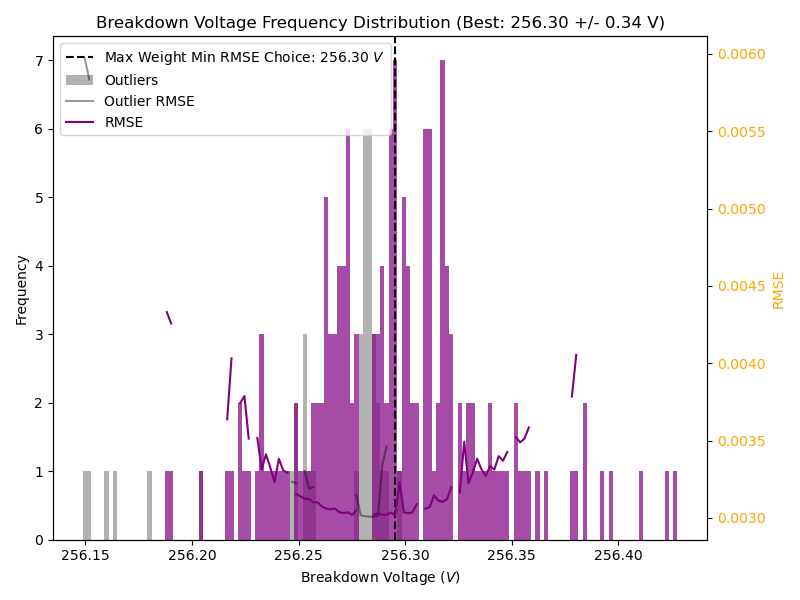 Breakdown Voltage Frequency Distribution (Best: 256.30 +/- 0.34 V)
Max Weight Min RMSE Choice: 256.30 V
Outliers
Outlier RMSE
RMSE
7
6
5
4
3
2
1
0
Frequency
0.0060
0.0055
0.0050
0.0045
0.0040
0.0035
0.0030
RMSE
256.15 256.20 256.25 256.30 256.35 256.40
Breakdown Voltage (V)